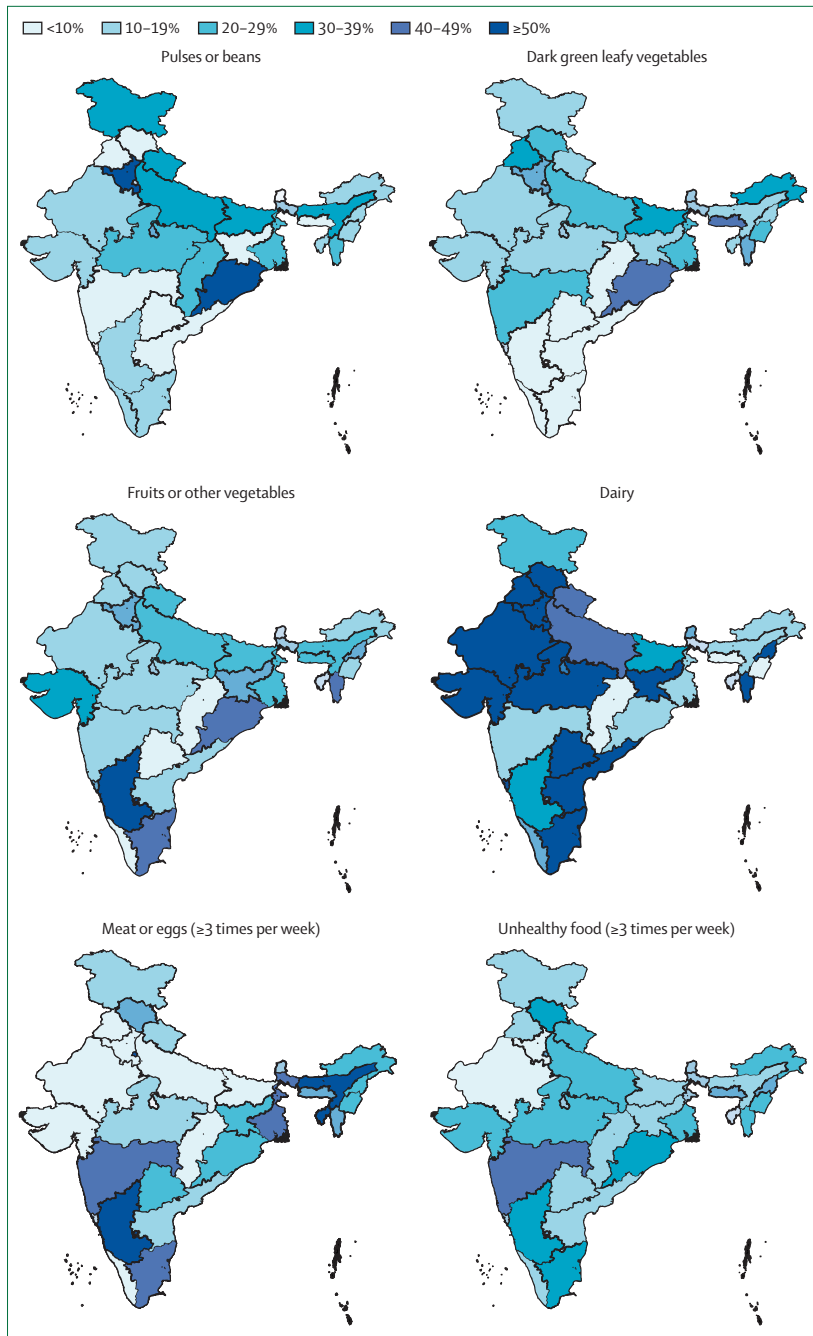 <10% 10–19% 20–29% 30–39% 40–49% ≥50%
Pulses or beans
Dark green leafy vegetables
Fruits or other vegetables
Dairy
Meat or eggs (≥3 times per week)
Unhealthy food (≥3 times per week)